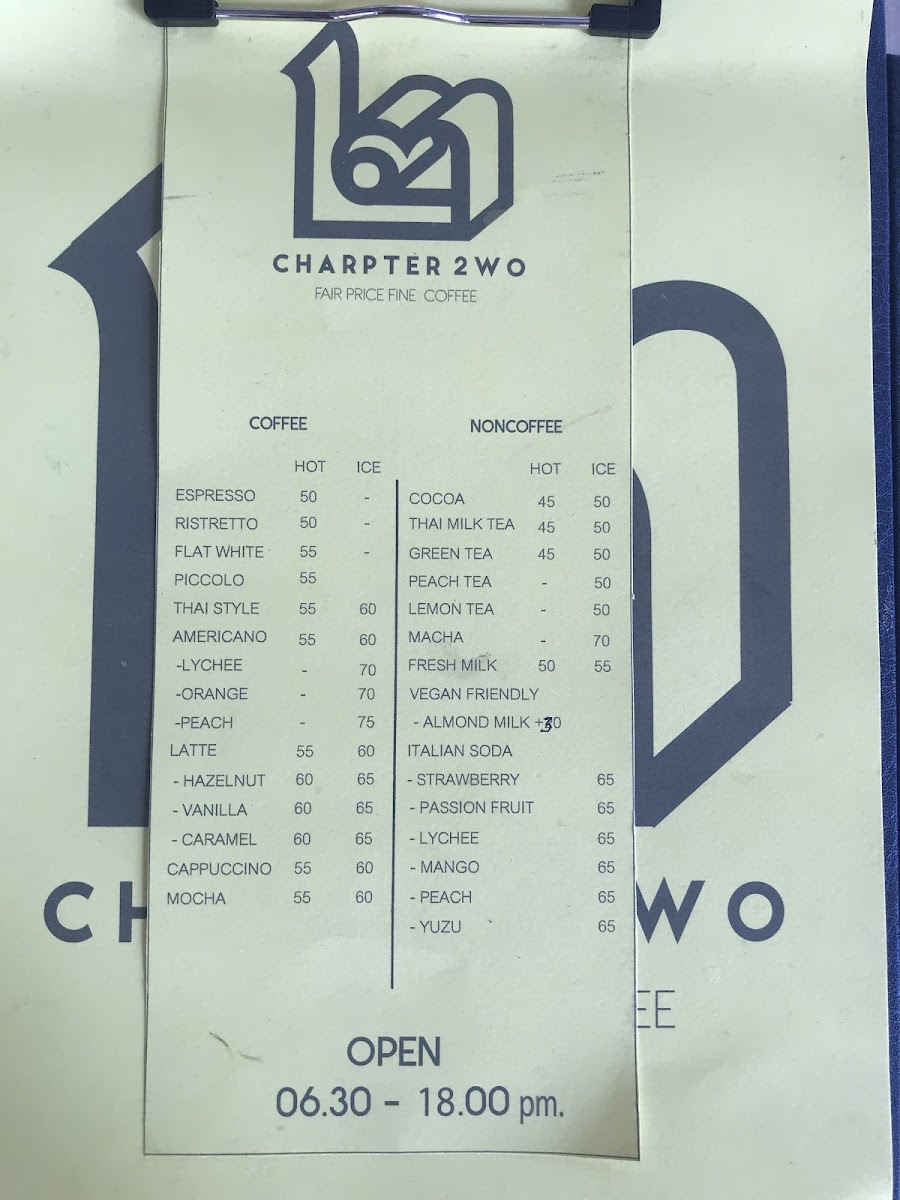 CHARPTER 2WO
FAIR PRICE FINE COFFEE
COFFEE
HOT ICE
ESPRESSO 50 -
RISTRETTO 50 -
FLAT WHITE 55 -
PICCOLO 55
THAI STYLE 55 60
AMERICANO 55 60
-LYCHEE - 70
-ORANGE - 70
-PEACH - 75
LATTE 55 60
- HAZELNUT 60 65
- VANILLA 60 65
- CARAMEL 60 65
CAPPUCCINO 55 60
MOCHA 55 60
NONCOFFEE
HOT ICE
COCOA 45 50
THAI MILK TEA 45 50
GREEN TEA 45 50
PEACH TEA - 50
LEMON TEA - 50
MACHA - 70
FRESH MILK 50 55
VEGAN FRIENDLY
- ALMOND MILK +30
ITALIAN SODA
- STRAWBERRY 65
- PASSION FRUIT 65
- LYCHEE 65
- MANGO 65
- PEACH 65
- YUZU 65
OPEN
06.30 - 18.00 pm.
CH WO
EE